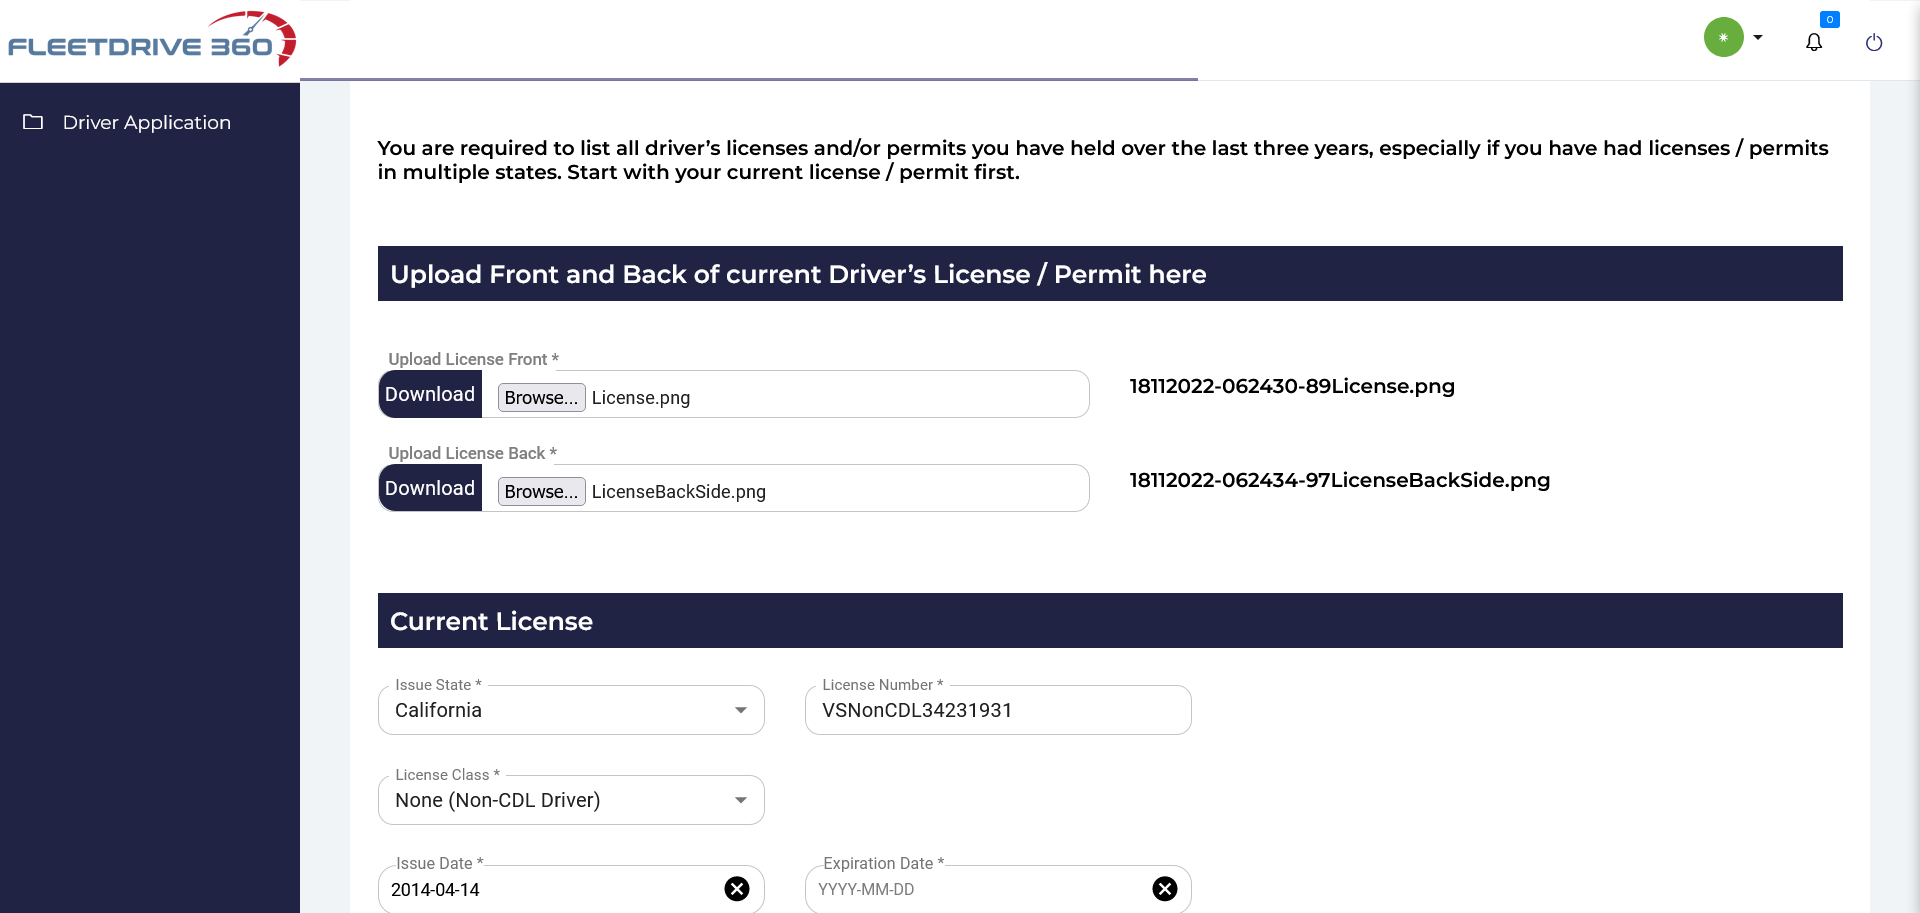 FLEETDRIVE 360
0
Driver Application
You are required to list all driver’s licenses and/or permits you have held over the last three years, especially if you have had licenses / permits
in multiple states. Start with your current license / permit first.
Upload Front and Back of current Driver’s License / Permit here
Upload License Front *
Download Browse... License.png 18112022-062430-89License.png
Upload License Back *
Download Browse... LicenseBackSide.png 18112022-062434-97LicenseBackSide.png
Current License
Issue State * License Number *
California VSNonCDL34231931
License Class *
None (Non-CDL Driver)
Issue Date * Expiration Date *
2014-04-14 YYYY-MM-DD